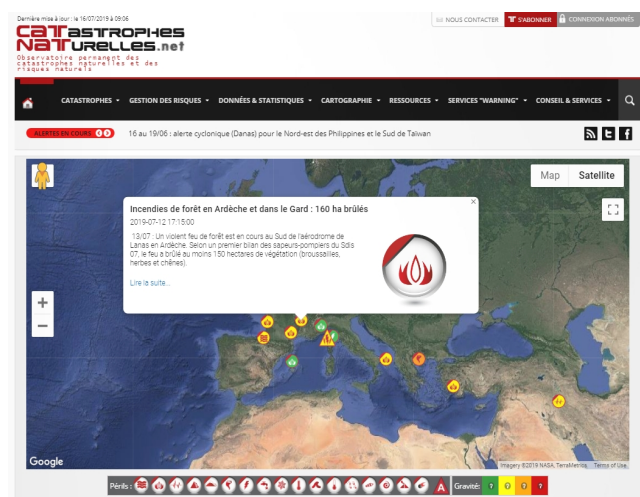 Dernière mise à jour : le 16/07/2019 à 09:06
NOUS CONTACTER
S'ABONNER
CONNEXION ABONNÉS
CATASTROPHES
NATURELLES.net
Observatoire permanent des
catastrophes naturelles et des
risques naturels
CATASTROPHES GESTION DES RISQUES DONNÉES & STATISTIQUES CARTOGRAPHIE RESSOURCES SERVICES "WARNING" CONSEIL & SERVICES
ALERTES EN COURS
16 au 19/06 : alerte cyclonique (Danas) pour le Nord-est des Philippines et le Sud de Taïwan
Map Satellite
Incendies de forêt en Ardèche et dans le Gard : 160 ha brûlés
2019-07-12 17:15:00
13/07 : Un violent feu de forêt est en cours au Sud de l'aérodrome de
Lanas en Ardèche. Selon un premier bilan des sapeurs-pompiers du Sdis
07, le feu a brûlé au moins 150 hectares de végétation (broussailles,
herbes et chênes).
Lire la suite...
Google
Imagery ©2019 NASA, TerraMetrics Terms of Use
Périls : A Gravité: ? ? ? ?